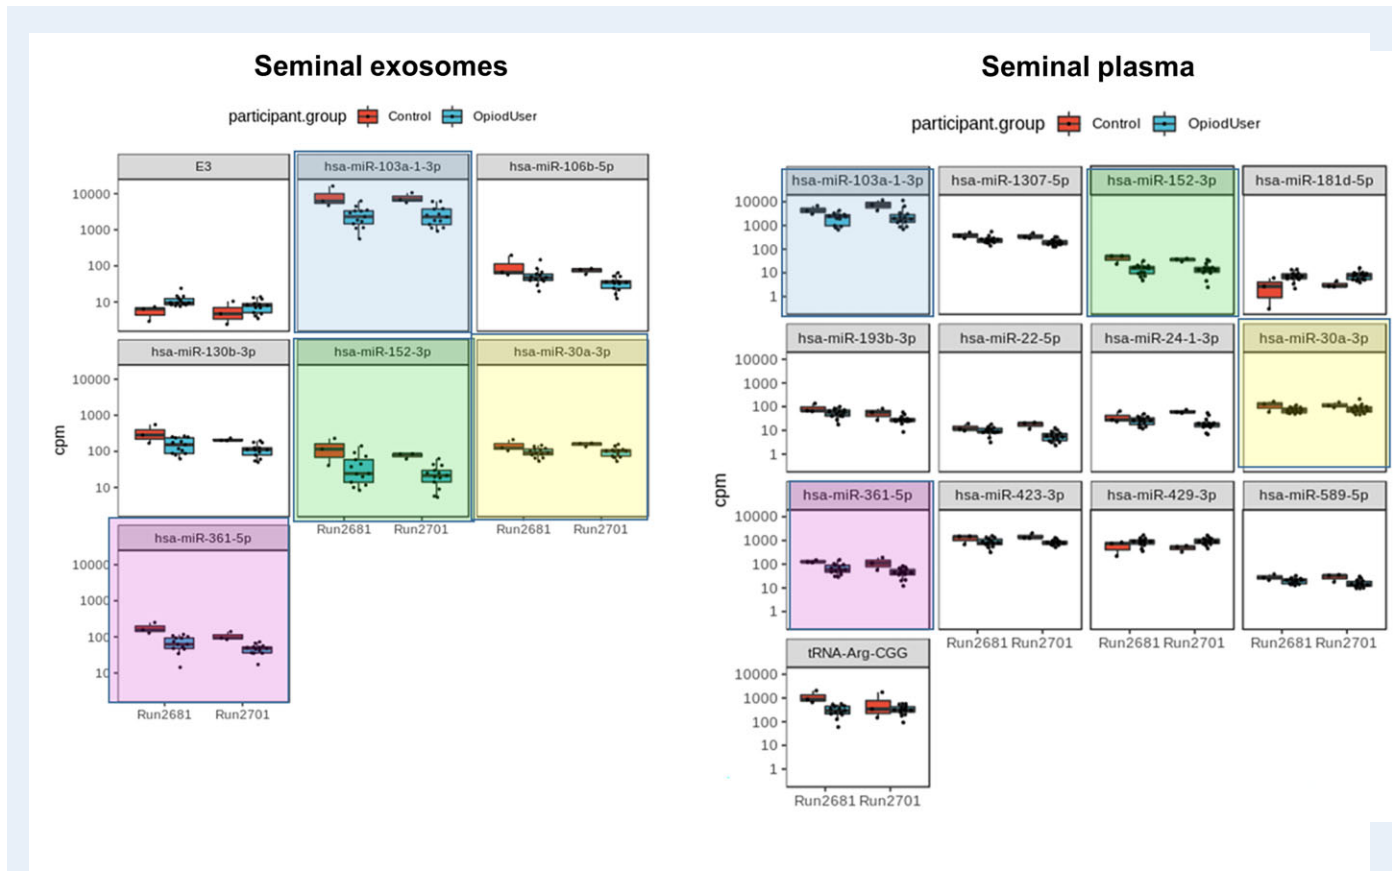 Seminal exosomes
participant.group Control OpiodUser
E3 hsa-miR-103a-1-3p hsa-miR-106b-5p
10000
1000
100
10
hsa-miR-130b-3p hsa-miR-152-3p hsa-miR-30a-3p
10000
1000
100
10
cpm
Run2681 Run2701 Run2681 Run2701
hsa-miR-361-5p
10000
1000
100
10
Run2681 Run2701
Seminal plasma
participant.group Control OpiodUser
hsa-miR-103a-1-3p hsa-miR-1307-5p hsa-miR-152-3p hsa-miR-181d-5p
10000
1000
100
10
1
hsa-miR-193b-3p hsa-miR-22-5p hsa-miR-24-1-3p hsa-miR-30a-3p
10000
1000
100
10
1
cpm
hsa-miR-361-5p hsa-miR-423-3p hsa-miR-429-3p hsa-miR-589-5p
10000
1000
100
10
1
Run2681 Run2701 Run2681 Run2701 Run2681 Run2701
tRNA-Arg-CGG
10000
1000
100
10
1
Run2681 Run2701